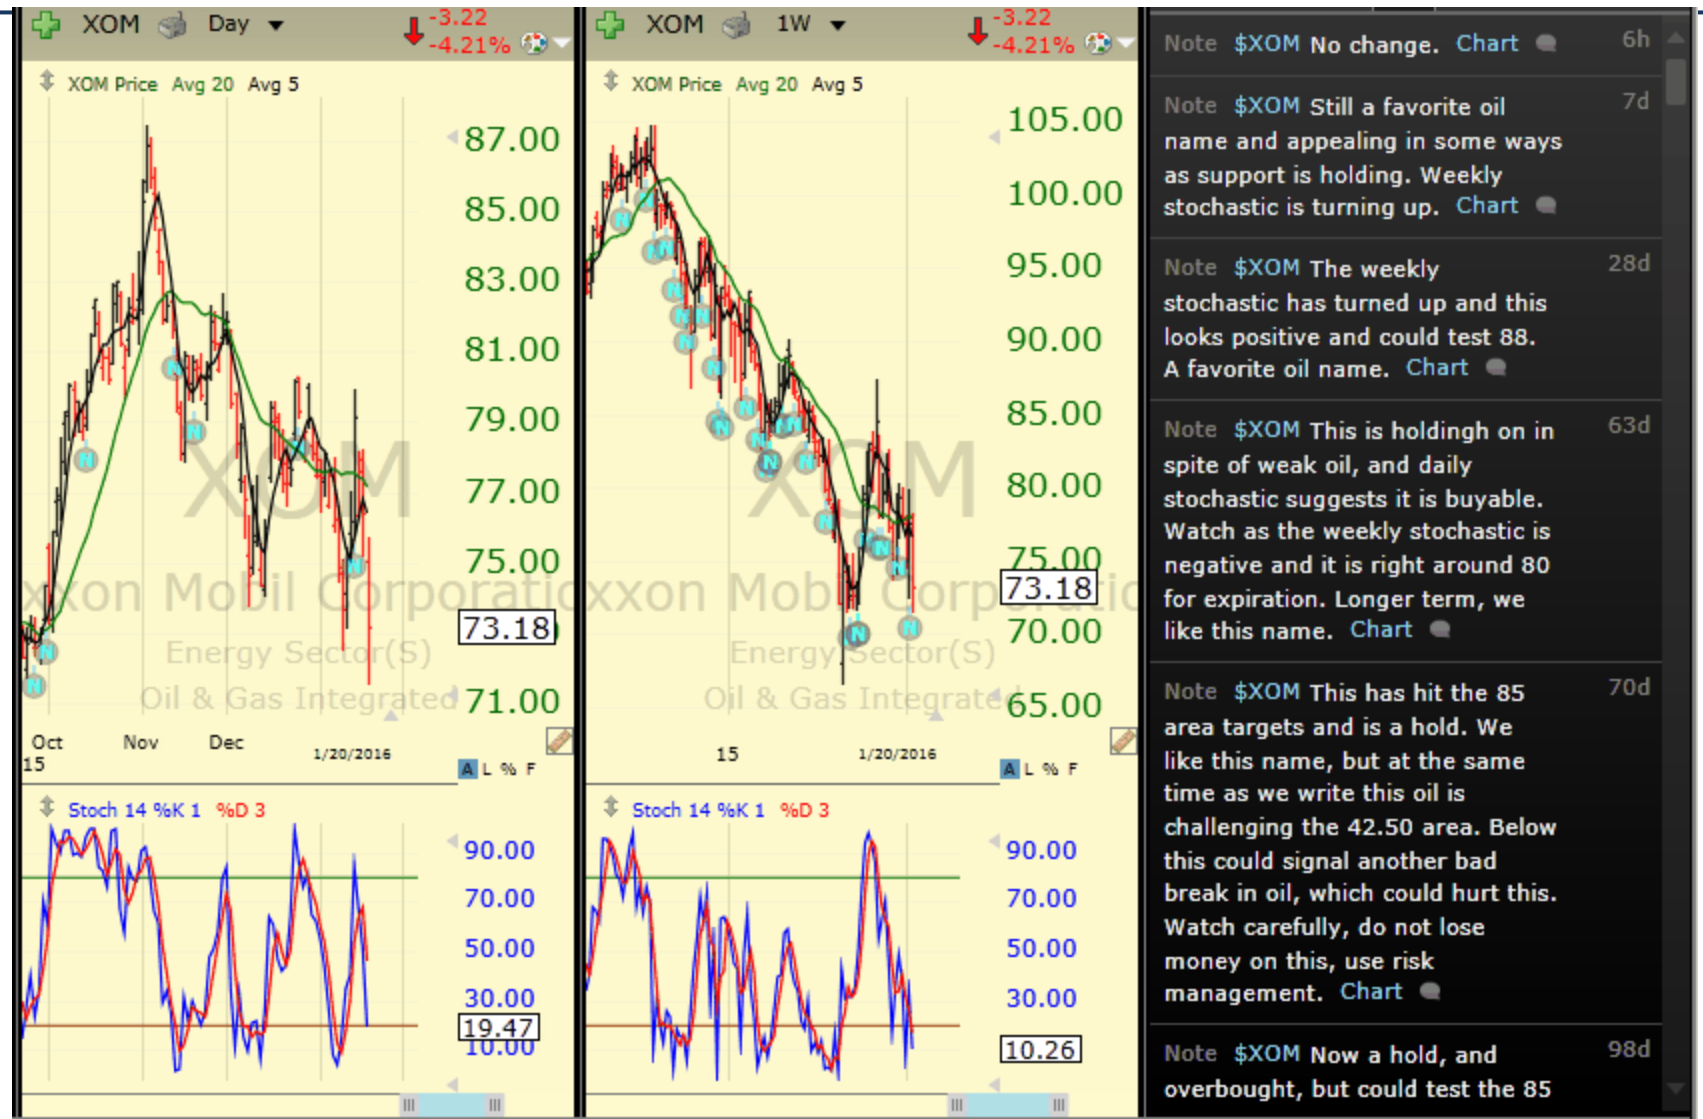 XOM Day -3.22
-4.21%
XOM Price Avg 20 Avg 5
87.00
85.00
83.00
81.00
79.00
77.00
75.00
73.18
71.00
XOM
xxon Mobil Corporatio
Energy Sector(S)
Oil & Gas Integrated
Oct Nov Dec 1/20/2016
15
A L % F
Stoch 14 %K 1 %D 3
90.00
70.00
50.00
30.00
19.47
10.00
XOM 1W -3.22
-4.21%
XOM Price Avg 20 Avg 5
105.00
100.00
95.00
90.00
85.00
80.00
75.00
73.18
70.00
65.00
XOM
xxon Mobil Corporatio
Energy Sector(S)
Oil & Gas Integrated
15 1/20/2016
A L % F
Stoch 14 %K 1 %D 3
90.00
70.00
50.00
30.00
10.26
Note $XOM No change. Chart 6h
Note $XOM Still a favorite oil 7d
name and appealing in some ways
as support is holding. Weekly
stochastic is turning up. Chart
Note $XOM The weekly 28d
stochastic has turned up and this
looks positive and could test 88.
A favorite oil name. Chart
Note $XOM This is holdingh on in 63d
spite of weak oil, and daily
stochastic suggests it is buyable.
Watch as the weekly stochastic is
negative and it is right around 80
for expiration. Longer term, we
like this name. Chart
Note $XOM This has hit the 85 70d
area targets and is a hold. We
like this name, but at the same
time as we write this oil is
challenging the 42.50 area. Below
this could signal another bad
break in oil, which could hurt this.
Watch carefully, do not lose
money on this, use risk
management. Chart
Note $XOM Now a hold, and 98d
overbought, but could test the 85